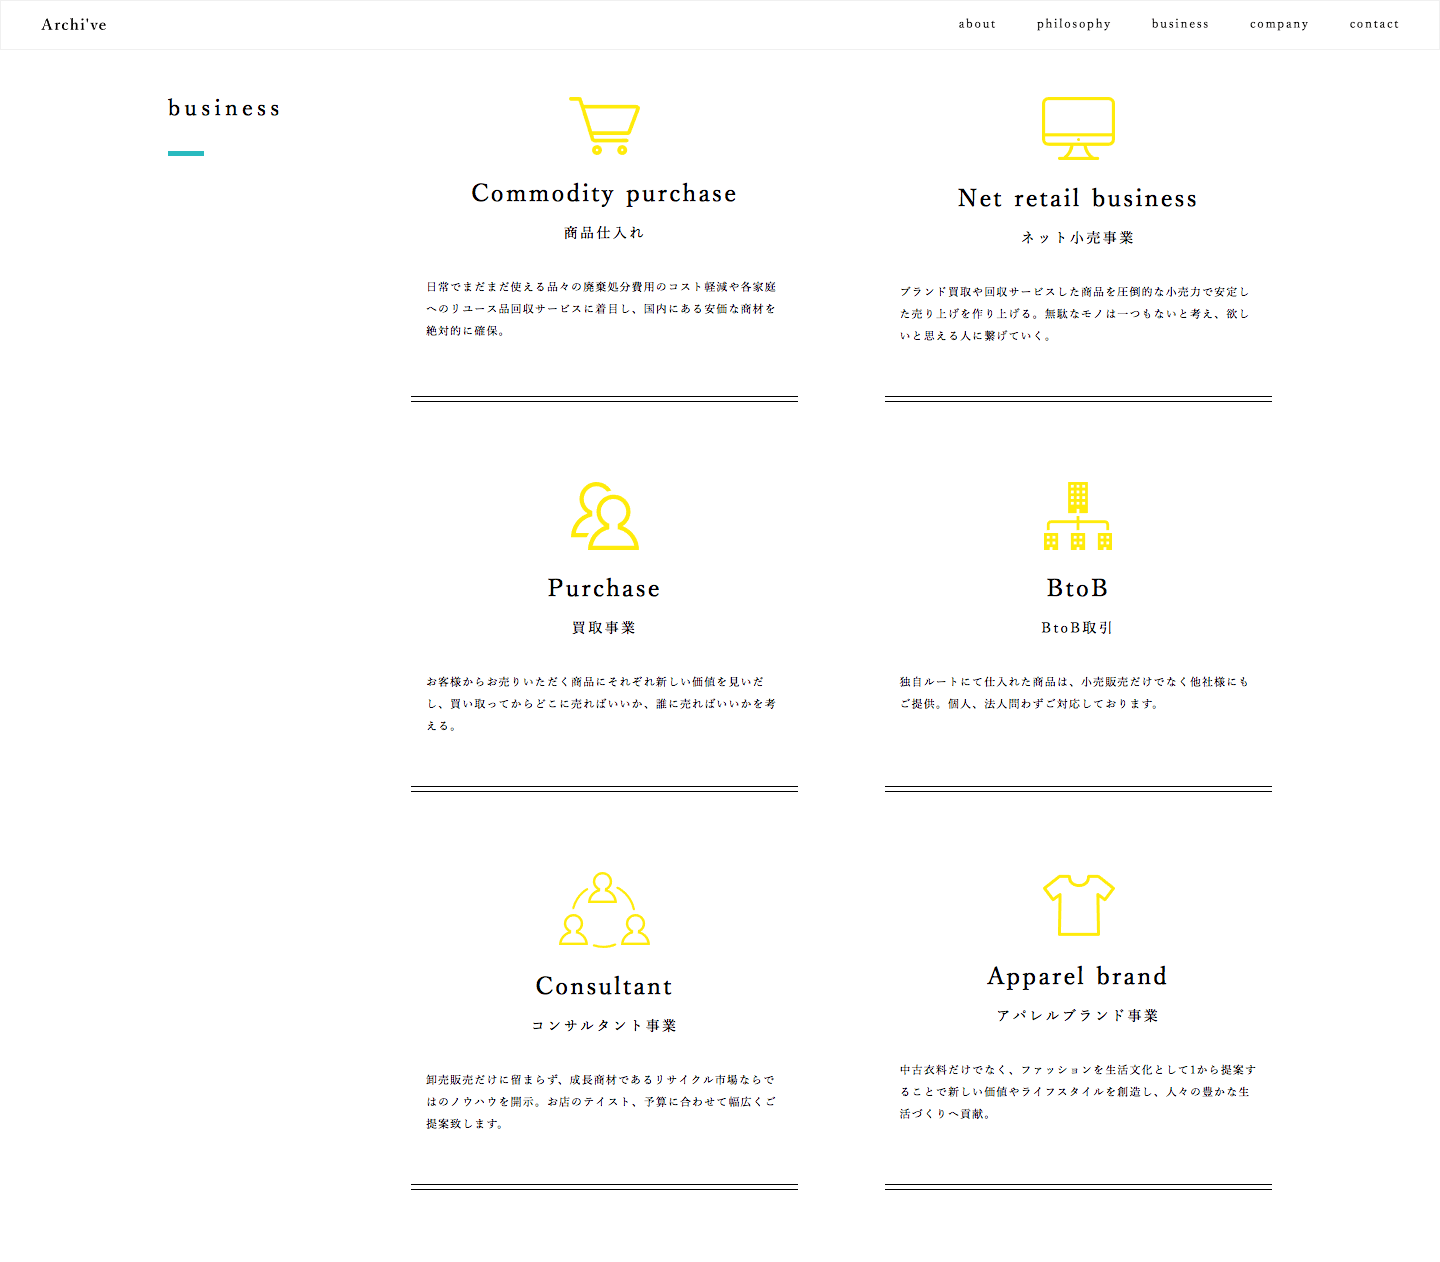 Archi've
about
philosophy
business
company
contact
business
Commodity purchase
商品仕入れ
日常でまだまだ使える品々の廃棄処分費用のコスト軽減や各家庭
へのリユース品回収サービスに着目し、国内にある安価な商材を
絶対的に確保。
Net retail business
ネット小売事業
ブランド買取や回収サービスした商品を圧倒的な小売力で安定し
た売り上げを作り上げる。無駄なモノは一つもないと考え、欲し
いと思える人に繋げていく。
Purchase
買取事業
お客様からお売りいただく商品にそれぞれ新しい価値を見いだ
し、買い取ってからどこに売ればいいか、誰に売ればいいかを考
える。
BtoB
BtoB取引
独自ルートにて仕入れた商品は、小売販売だけでなく他社様にも
ご提供。個人、法人問わずご対応しております。
Consultant
コンサルタント事業
卸売販売だけに留まらず、成長商材であるリサイクル市場ならで
はのノウハウを開示。お店のテイスト、予算に合わせて幅広くご
提案致します。
Apparel brand
アパレルブランド事業
中古衣料だけでなく、ファッションを生活文化として1から提案す
ることで新しい価値やライフスタイルを創造し、人々の豊かな生
活づくりへ貢献。